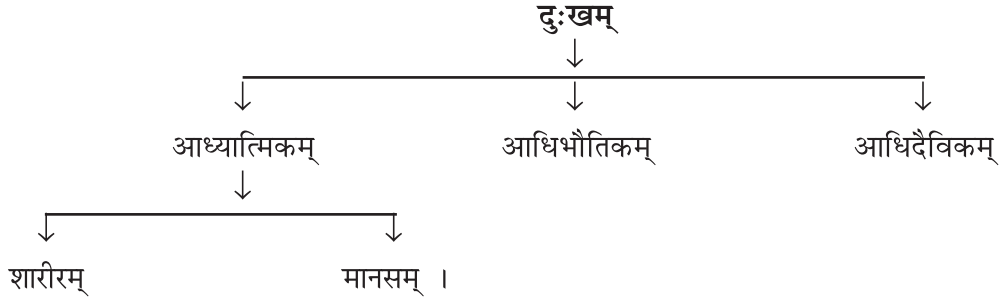 दुःखम्
आध्यात्मिकम् आधिभौतिकम् आधिदैविकम्
शारीरम् मानसम् ।